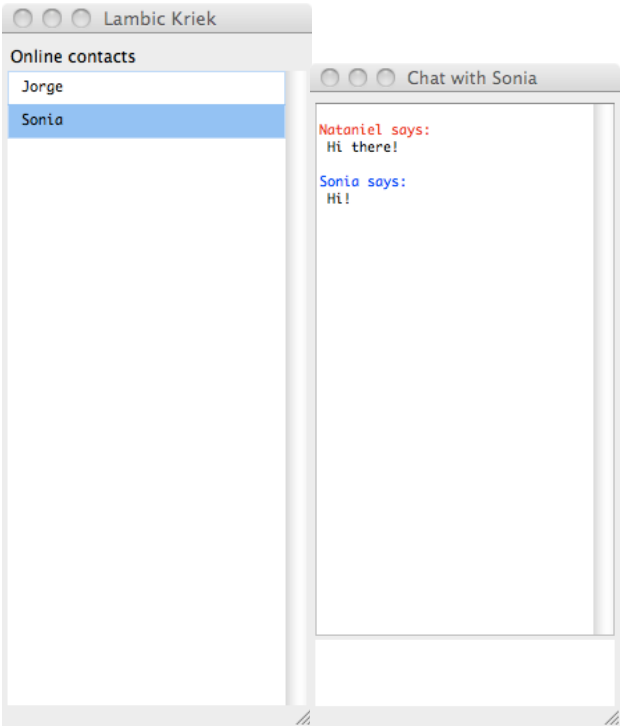 Lambic Kriek
Online contacts
Jorge
Sonia
Chat with Sonia
Nataniel says:
Hi there!
Sonia says:
Hi!